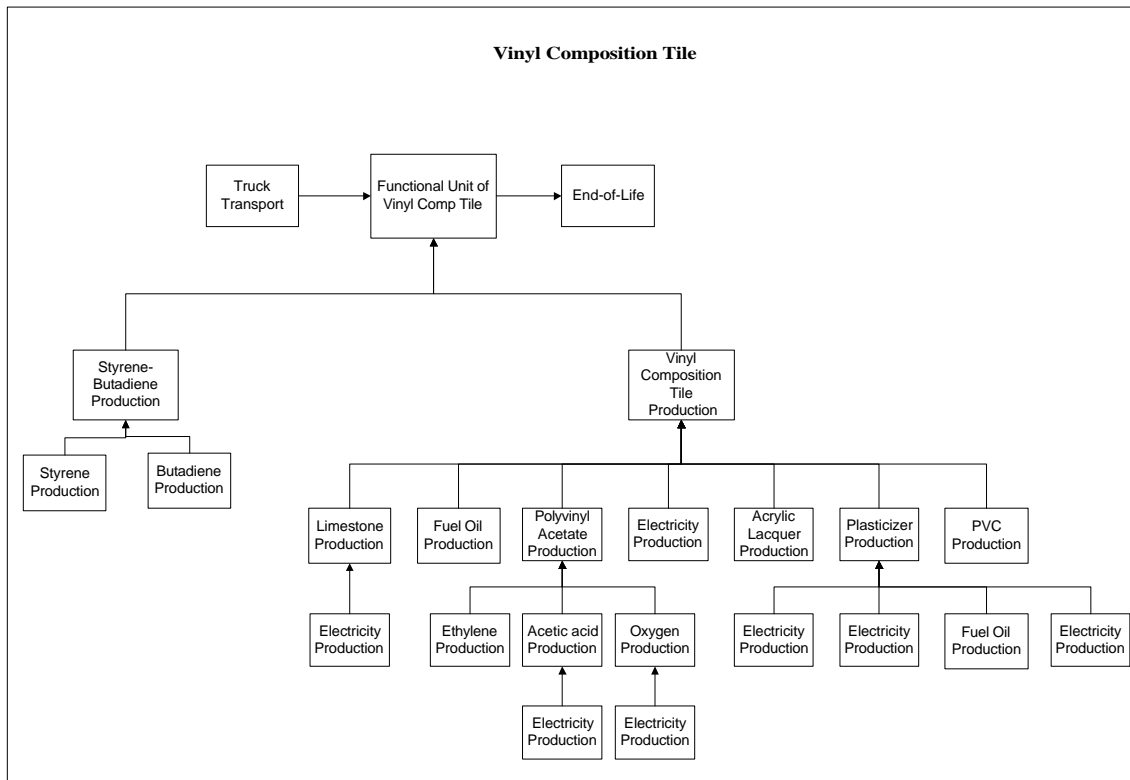 Vinyl Composition Tile
Truck
Transport
Functional Unit of
Vinyl Comp Tile
End-of-Life
Styrene-
Butadiene
Production
Vinyl
Composition
Tile
Production
Styrene
Production
Butadiene
Production
Limestone
Production
Fuel Oil
Production
Polyvinyl
Acetate
Production
Electricity
Production
Acrylic
Lacquer
Production
Plasticizer
Production
PVC
Production
Electricity
Production
Ethylene
Production
Acetic acid
Production
Oxygen
Production
Electricity
Production
Electricity
Production
Fuel Oil
Production
Electricity
Production
Electricity
Production
Electricity
Production